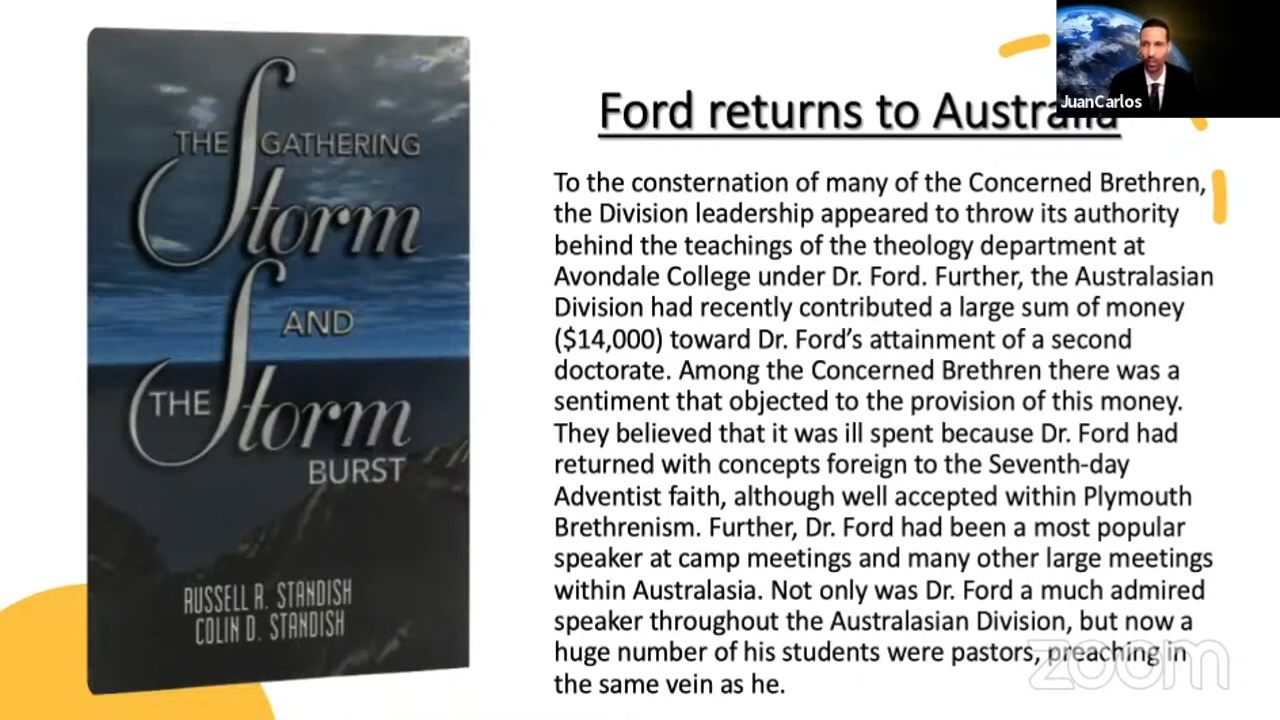 THE GATHERING
Storm
AND
THE Storm
BURST
RUSSELL R. STANDISH
COLIN D. STANDISH
Ford returns to Australia
To the consternation of many of the Concerned Brethren,
the Division leadership appeared to throw its authority
behind the teachings of the theology department at
Avondale College under Dr. Ford. Further, the Australasian
Division had recently contributed a large sum of money
($14,000) toward Dr. Ford’s attainment of a second
doctorate. Among the Concerned Brethren there was a
sentiment that objected to the provision of this money.
They believed that it was ill spent because Dr. Ford had
returned with concepts foreign to the Seventh-day
Adventist faith, although well accepted within Plymouth
Brethrenism. Further, Dr. Ford had been a most popular
speaker at camp meetings and many other large meetings
within Australasia. Not only was Dr. Ford a much admired
speaker throughout the Australasian Division, but now a
huge number of his students were pastors, preaching in
the same vein as he.
JuanCarlos
zoom